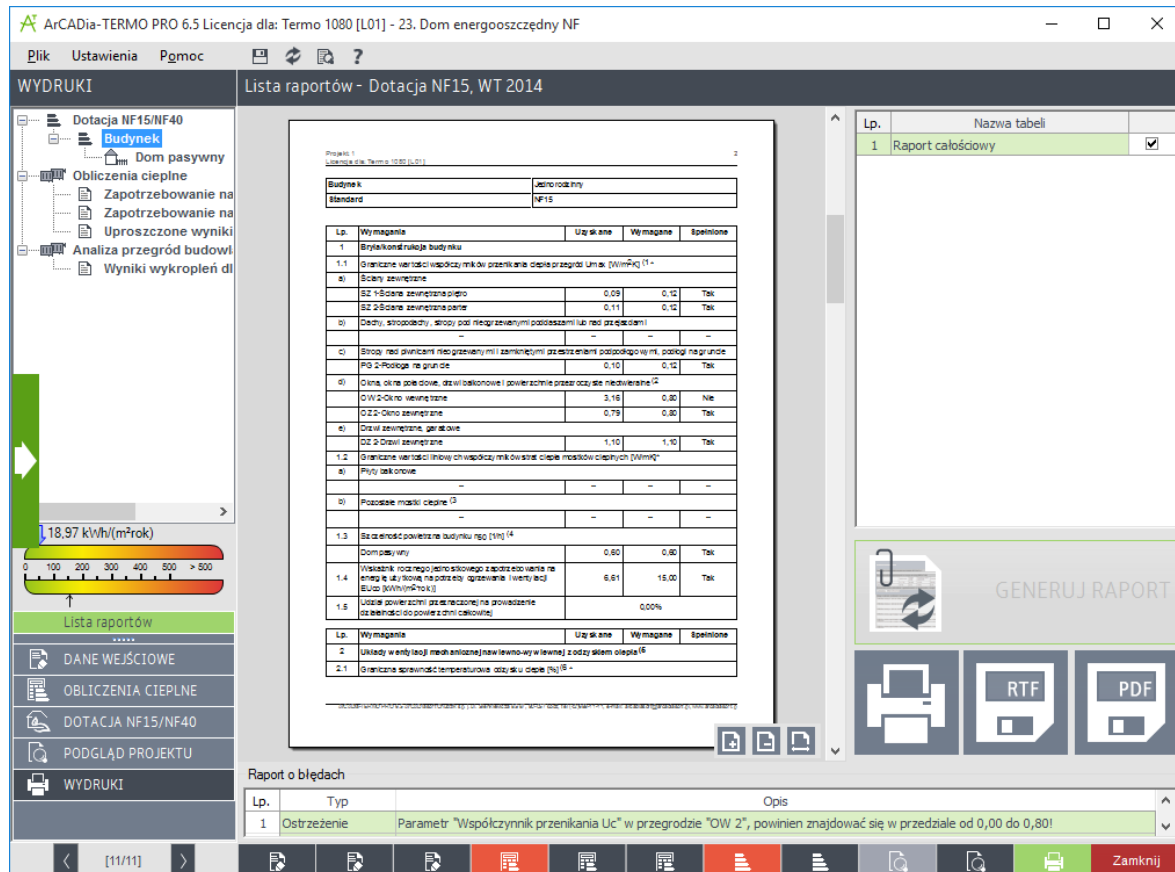 ArCADia-TERMO PRO 6.5 Licencja dla: Termo 1080 [L01] - 23. Dom energooszczędny NF
Plik Ustawienia Pomoc
WYDRUKI
Lista raportów - Dotacja NF15, WT 2014
Dotacja NF15/NF40
Budynek
Dom pasywny
Obliczenia cieplne
Zapotrzebowanie na
Zapotrzebowanie na
Uproszczone wyniki
Analiza przegród budowl
Wyniki wykropleń dl
18,97 kWh/(m²rok)
0 100 200 300 400 500 > 500
Lista raportów
DANE WEJŚCIOWE
OBLICZENIA CIEPLNE
DOTACJA NF15/NF40
PODGLĄD PROJEKTU
WYDRUKI
Projekt 1 3
Licencja dla: Termo 1080 [L01]
Budynek Jednorodzinny
Standard NF15
Lp. Wymagania Uzyskane Wymagane Spełnione
1 Bryła/konstrukcja budynku
1.1 Graniczne wartości współczynników przenikania ciepła przegród Umax [W/m²K] (1 -
a) Ściany zewnętrzne
SZ 1-Ściana zewnętrzna piętro 0,09 0,12 Tak
SZ 2-Ściana zewnętrzna parter 0,11 0,12 Tak
b) Dachy, stropodachy, stropy pod nieogrzewanymi poddaszami lub nad przejazdami
– – – –
c) Stropy nad piwnicami nieogrzewanymi i zamkniętymi przestrzeniami podpodłogowymi, podłogi na gruncie
PG 2-Podłoga na gruncie 0,10 0,12 Tak
d) Okna, okna połaciowe, drzwi balkonowe i powierzchnie przezroczyste nieotwieralne (2
OW 2-Okno wewnętrzne 3,16 0,80 Nie
OZ 2-Okno zewnętrzne 0,79 0,80 Tak
e) Drzwi zewnętrzne, garażowe
DZ 2-Drzwi zewnętrzne 1,10 1,10 Tak
1.2 Graniczne wartości liniowych współczynników strat ciepła mostków cieplnych [W/mK]-
a) Płyty balkonowe
– – – –
b) Pozostałe mostki cieplne (3
– – – –
1.3 Szczelność powietrzna budynku n50 [1/h] (4
Dom pasywny 0,60 0,60 Tak
1.4 Wskaźnik rocznego jednostkowego zapotrzebowania na
energię użytkową na potrzeby ogrzewania i wentylacji
EUco [kWh/(m²rok)] 6,61 15,00 Tak
1.5 Udział powierzchni przeznaczonej na prowadzenie
działalności do powierzchni całkowitej 0,00%
Lp. Wymagania Uzyskane Wymagane Spełnione
2 Układy wentylacji mechanicznej nawiewno-wywiewnej z odzyskiem ciepła (5
2.1 Graniczna sprawność temperaturowa odzysku ciepła [%] (6 -
Lp. Nazwa tabeli
1 Raport całościowy
GENERUJ RAPORT
RTF
PDF
Raport o błędach
Lp. Typ Opis
1 Ostrzeżenie Parametr "Współczynnik przenikania Uc" w przegrodzie "OW 2", powinien znajdować się w przedziale od 0,00 do 0,80!
[11/11]
Zamknij